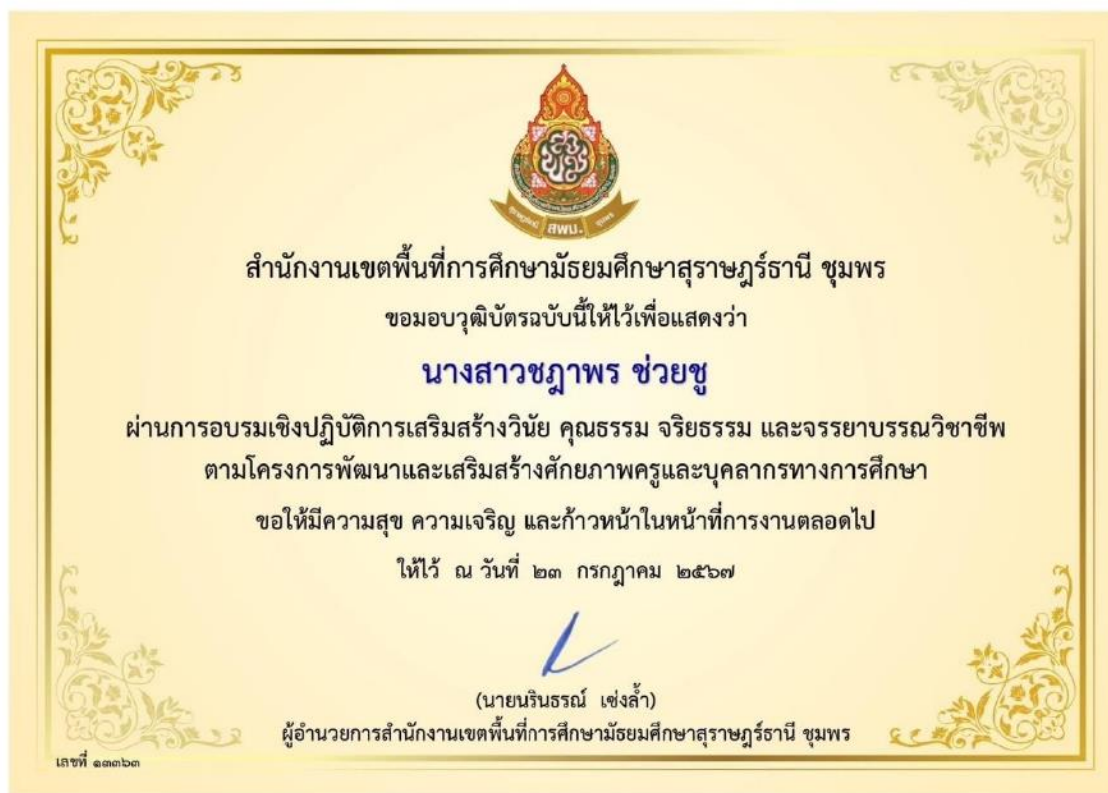 สุราษฎร์ธานี สพม. ชุมพร
สำนักงานเขตพื้นที่การศึกษามัธยมศึกษาสุราษฎร์ธานี ชุมพร
ขอมอบวุฒิบัตรฉบับนี้ให้ไว้เพื่อแสดงว่า
นางสาวชฎาพร ช่วยชู
ผ่านการอบรมเชิงปฏิบัติการเสริมสร้างวินัย คุณธรรม จริยธรรม และจรรยาบรรณวิชาชีพ
ตามโครงการพัฒนาและเสริมสร้างศักยภาพครูและบุคลากรทางการศึกษา
ขอให้มีความสุข ความเจริญ และก้าวหน้าในหน้าที่การงานตลอดไป
ให้ไว้ ณ วันที่ ๒๓ กรกฎาคม ๒๕๖๗
(นายนรินธรณ์ เซ่งล้ำ)
ผู้อำนวยการสำนักงานเขตพื้นที่การศึกษามัธยมศึกษาสุราษฎร์ธานี ชุมพร
เลขที่ ๑๓๓๖๓